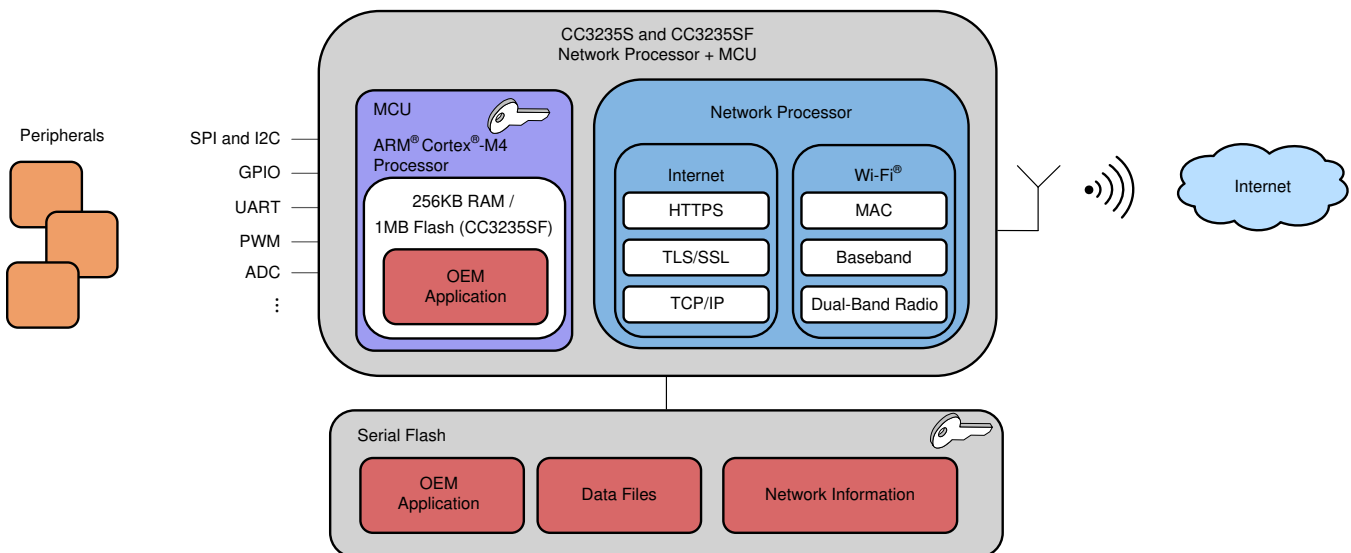 CC3235S and CC3235SF
Network Processor + MCU
Peripherals
SPI and I2C
GPIO
UART
PWM
ADC
⋮
MCU
ARM® Cortex®-M4
Processor
256KB RAM /
1MB Flash (CC3235SF)
OEM
Application
Network Processor
Internet
HTTPS
TLS/SSL
TCP/IP
Wi-Fi®
MAC
Baseband
Dual-Band Radio
Internet
Serial Flash
OEM
Application
Data Files
Network Information